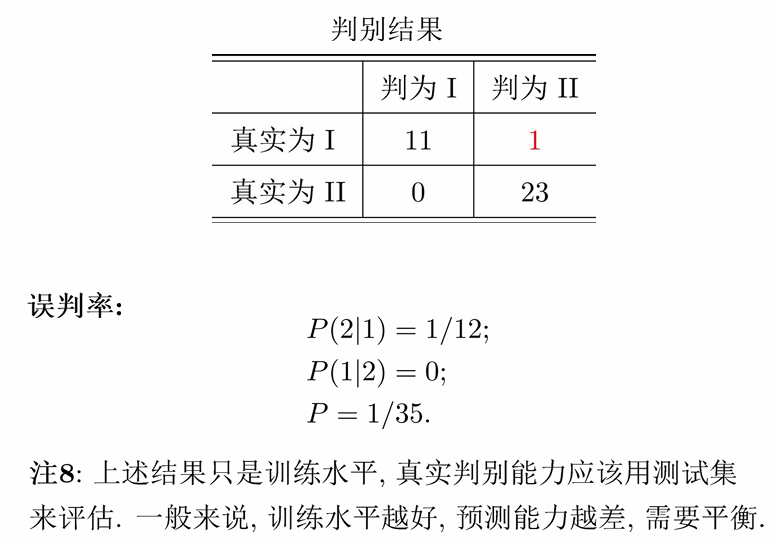 判别结果
判为 I 判为 II
真实为 I 11 1
真实为 II 0 23
误判率:
P(2|1) = 1/12;
P(1|2) = 0;
P = 1/35.
注8: 上述结果只是训练水平, 真实判别能力应该用测试集
来评估. 一般来说, 训练水平越好, 预测能力越差, 需要平衡.